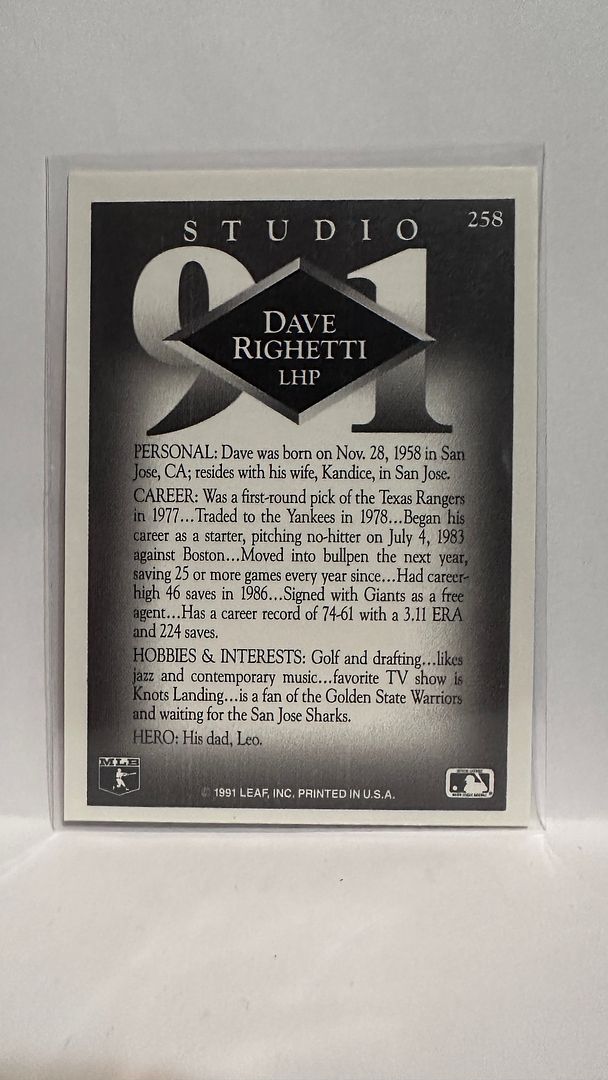 258
STUDIO
91
DAVE
RIGHETTI
LHP
PERSONAL: Dave was born on Nov. 28, 1958 in San
Jose, CA; resides with his wife, Kandice, in San Jose.
CAREER: Was a first-round pick of the Texas Rangers
in 1977...Traded to the Yankees in 1978...Began his
career as a starter, pitching no-hitter on July 4, 1983
against Boston...Moved into bullpen the next year,
saving 25 or more games every year since...Had career-
high 46 saves in 1986...Signed with Giants as a free
agent...Has a career record of 74-61 with a 3.11 ERA
and 224 saves.
HOBBIES & INTERESTS: Golf and drafting...likes
jazz and contemporary music...favorite TV show is
Knots Landing...is a fan of the Golden State Warriors
and waiting for the San Jose Sharks.
HERO: His dad, Leo.
MLB
© 1991 LEAF, INC. PRINTED IN U.S.A.